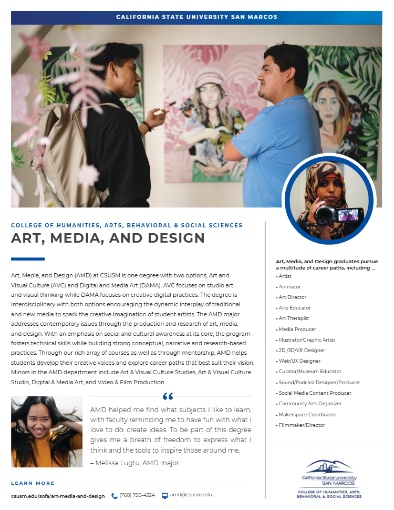 CALIFORNIA STATE UNIVERSITY SAN MARCOS
COLLEGE OF HUMANITIES, ARTS, BEHAVIORAL & SOCIAL SCIENCES
ART, MEDIA, AND DESIGN
Art, Media, and Design (AMD) at CSUSM is one degree with two options, Art and
Visual Culture (AVC) and Digital and Media Art (DAMA). AVC focuses on studio art
and visual thinking while DAMA focuses on creative digital practices. The degree is
interdisciplinary with both options encouraging the dynamic interplay of traditional
and new media to spark the creative imagination of student artists. The AMD major
addresses contemporary issues through the production and research of art, media,
and design. With an emphasis on social and cultural awareness at its core, the program
fosters technical skills while building strong conceptual, narrative and research-based
practices. Through our rich array of courses as well as through mentorship, AMD helps
students develop their creative voices and explore career paths that best suit their vision.
Minors in the AMD department include Art & Visual Culture Studies, Art & Visual Culture
Studio, Digital & Media Art, and Video & Film Production.
“
AMD helped me find what subjects I like to learn,
with faculty reminding me to have fun with what I
love to do: create ideas. To be part of this degree
gives me a breath of freedom to express what I
think and the tools to inspire those around me.
– Melissa Lugtu, AMD major
LEARN MORE
csusm.edu/sofa/art-media-and-design
(760) 750-4324
amd@csusm.edu
Art, Media, and Design graduates pursue
a multitude of career paths, including ...
• Artist
• Animator
• Art Director
• Arts Educator
• Art Therapist
• Media Producer
• Illustrator/Graphic Artist
• 2D/3D/VR Designer
• Web/UX Designer
• Curator/Museum Educator
• Sound/Podcast Designer/Producer
• Social Media Content Producer
• Community Arts Organizer
• Makerspace Coordinator
• Filmmaker/Director
California State University
SAN MARCOS
COLLEGE OF HUMANITIES, ARTS,
BEHAVIORAL & SOCIAL SCIENCES